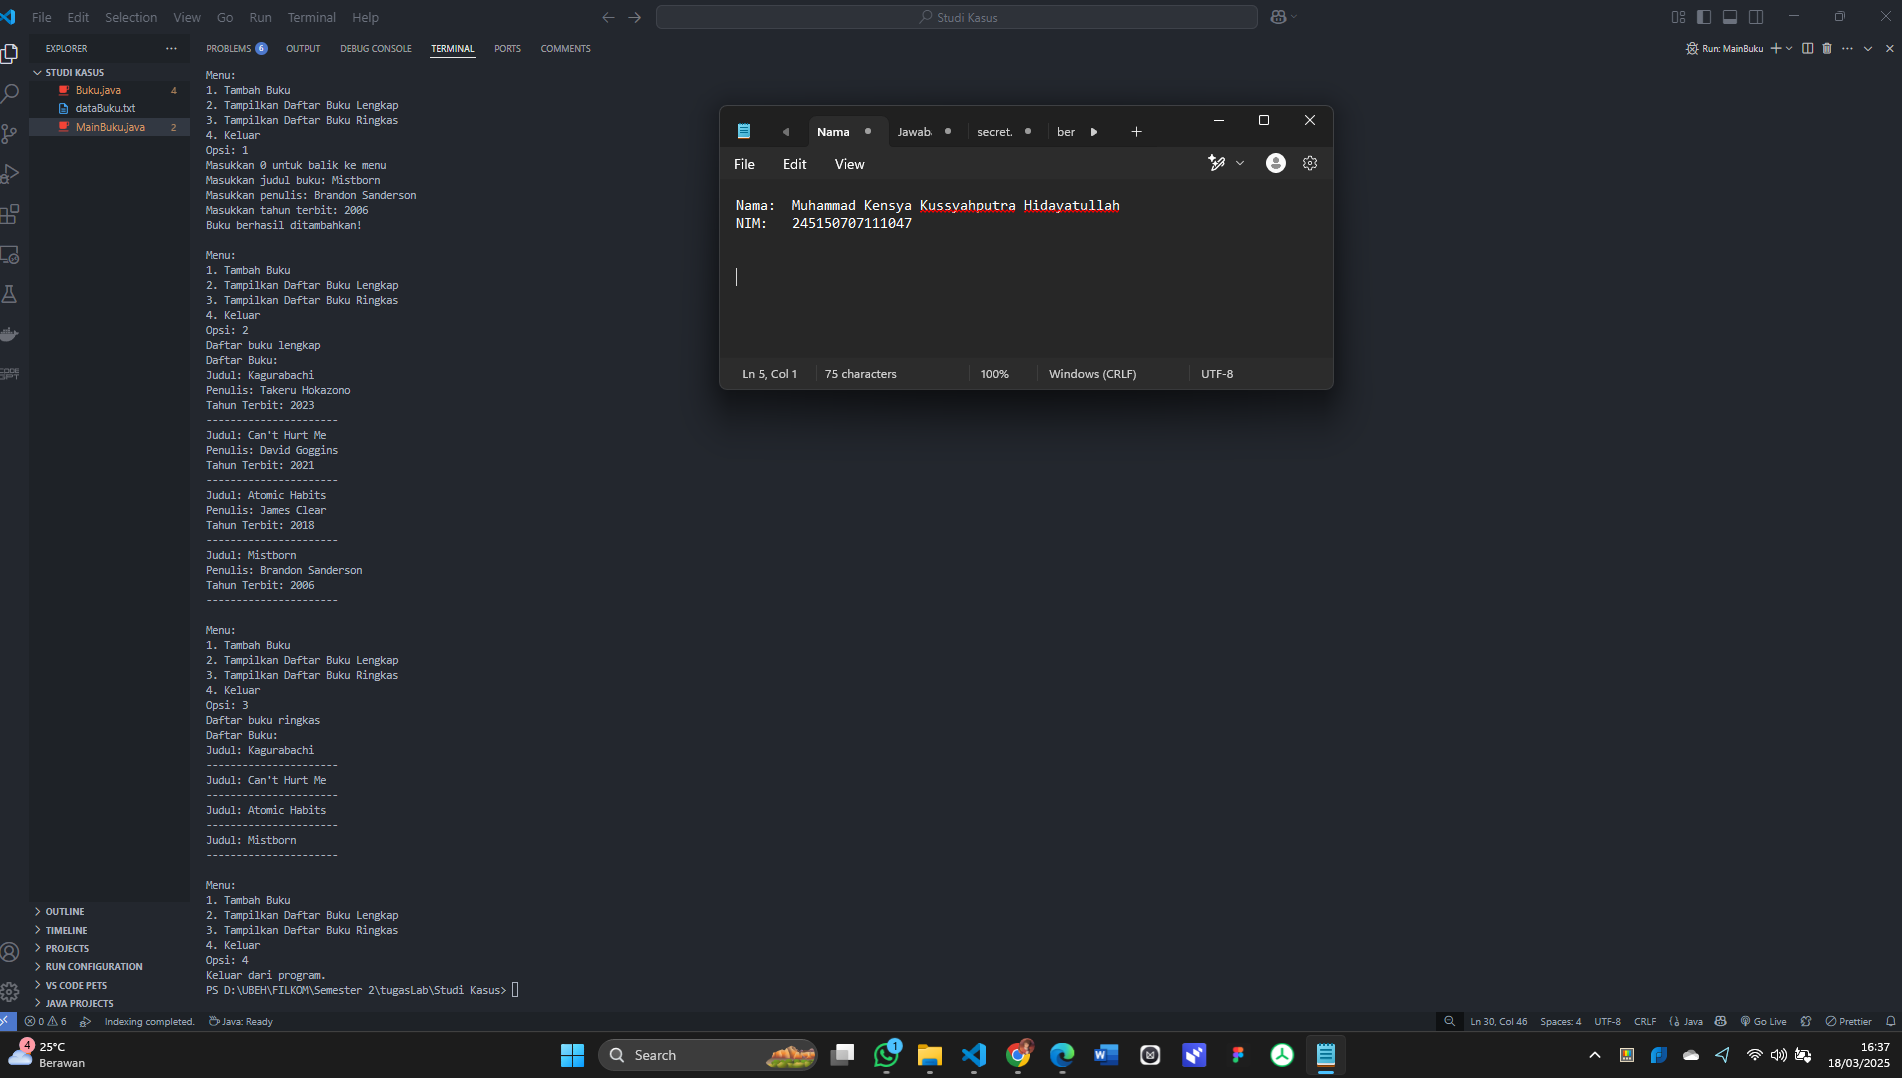 File Edit Selection View Go Run Terminal Help
Studi Kasus
EXPLORER
STUDI KASUS
Buku.java 4
dataBuku.txt
MainBuku.java 2
PROBLEMS 6 OUTPUT DEBUG CONSOLE TERMINAL PORTS COMMENTS
Run: MainBuku
Menu:
1. Tambah Buku
2. Tampilkan Daftar Buku Lengkap
3. Tampilkan Daftar Buku Ringkas
4. Keluar
Opsi: 1
Masukkan 0 untuk balik ke menu
Masukkan judul buku: Mistborn
Masukkan penulis: Brandon Sanderson
Masukkan tahun terbit: 2006
Buku berhasil ditambahkan!
Menu:
1. Tambah Buku
2. Tampilkan Daftar Buku Lengkap
3. Tampilkan Daftar Buku Ringkas
4. Keluar
Opsi: 2
Daftar buku lengkap
Daftar Buku:
Judul: Kagurabachi
Penulis: Takeru Hokazono
Tahun Terbit: 2023
----------------------
Judul: Can't Hurt Me
Penulis: David Goggins
Tahun Terbit: 2021
----------------------
Judul: Atomic Habits
Penulis: James Clear
Tahun Terbit: 2018
----------------------
Judul: Mistborn
Penulis: Brandon Sanderson
Tahun Terbit: 2006
----------------------
Menu:
1. Tambah Buku
2. Tampilkan Daftar Buku Lengkap
3. Tampilkan Daftar Buku Ringkas
4. Keluar
Opsi: 3
Daftar buku ringkas
Daftar Buku:
Judul: Kagurabachi
----------------------
Judul: Can't Hurt Me
----------------------
Judul: Atomic Habits
----------------------
Judul: Mistborn
----------------------
Menu:
1. Tambah Buku
2. Tampilkan Daftar Buku Lengkap
3. Tampilkan Daftar Buku Ringkas
4. Keluar
Opsi: 4
Keluar dari program.
PS D:\UBEH\FILKOM\Semester 2\tugasLab\Studi Kasus>
Nama Jawab secret. ber
File Edit View
Nama: Muhammad Kensya Kussyahputra Hidayatullah
NIM: 245150707111047
Ln 5, Col 1 75 characters 100% Windows (CRLF) UTF-8
OUTLINE
TIMELINE
PROJECTS
RUN CONFIGURATION
VS CODE PETS
JAVA PROJECTS
0 6 Indexing completed. Java: Ready
Ln 30, Col 46 Spaces: 4 UTF-8 CRLF Java Go Live Prettier
4
25°C
Berawan
Search
1
16:37
18/03/2025